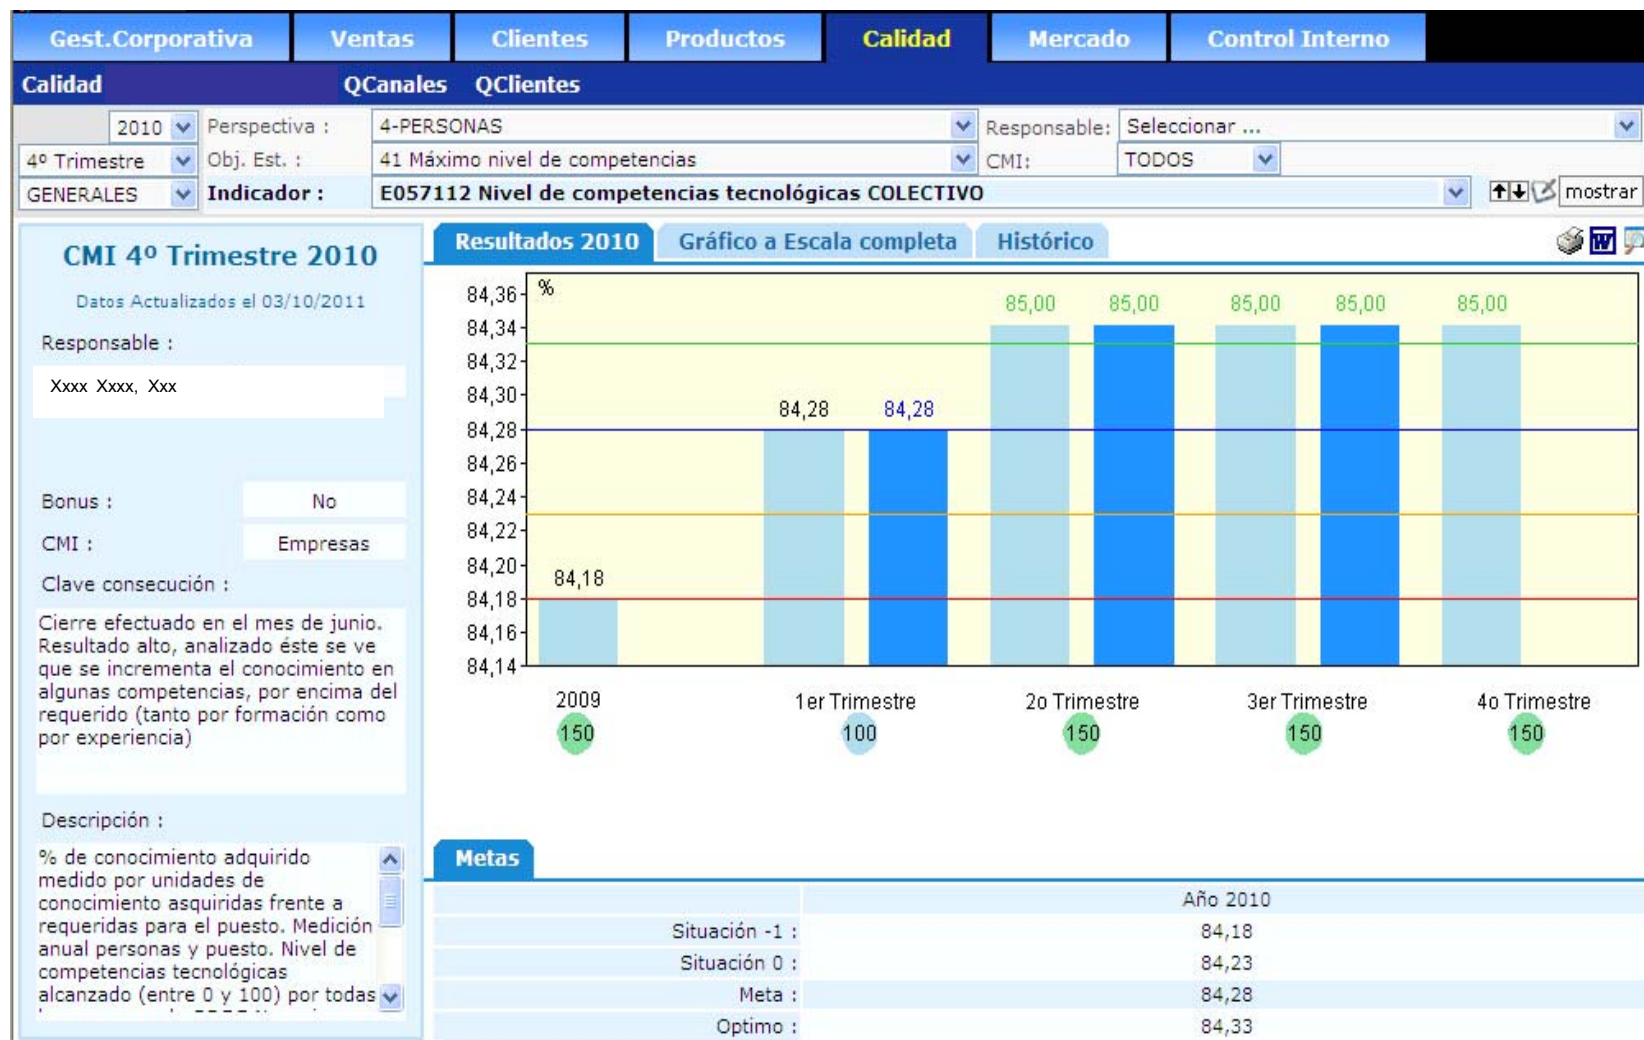 Gest.Corporativa Ventas Clientes Productos Calidad Mercado Control Interno
Calidad QCanales QClientes
2010 Perspectiva : 4-PERSONAS Responsable: Seleccionar ...
4º Trimestre Obj. Est. : 41 Máximo nivel de competencias CMI: TODOS
GENERALES Indicador : E057112 Nivel de competencias tecnológicas COLECTIVO mostrar
CMI 4º Trimestre 2010
Datos Actualizados el 03/10/2011
Responsable :
Xxxx Xxxx, Xxx
Bonus : No
CMI : Empresas
Clave consecución :
Cierre efectuado en el mes de junio.
Resultado alto, analizado éste se ve
que se incrementa el conocimiento en
algunas competencias, por encima del
requerido (tanto por formación como
por experiencia)
Descripción :
% de conocimiento adquirido
medido por unidades de
conocimiento asquiridas frente a
requeridas para el puesto. Medición
anual personas y puesto. Nivel de
competencias tecnológicas
alcanzado (entre 0 y 100) por todas
Resultados 2010 Gráfico a Escala completa Histórico
W
%
84,36
84,34
84,32
84,30
84,28
84,26
84,24
84,22
84,20
84,18
84,16
84,14
84,18
84,28 84,28
85,00 85,00 85,00 85,00 85,00
2009 1er Trimestre 2o Trimestre 3er Trimestre 4o Trimestre
150 100 150 150 150
Metas
Año 2010
Situación -1 : 84,18
Situación 0 : 84,23
Meta : 84,28
Optimo : 84,33